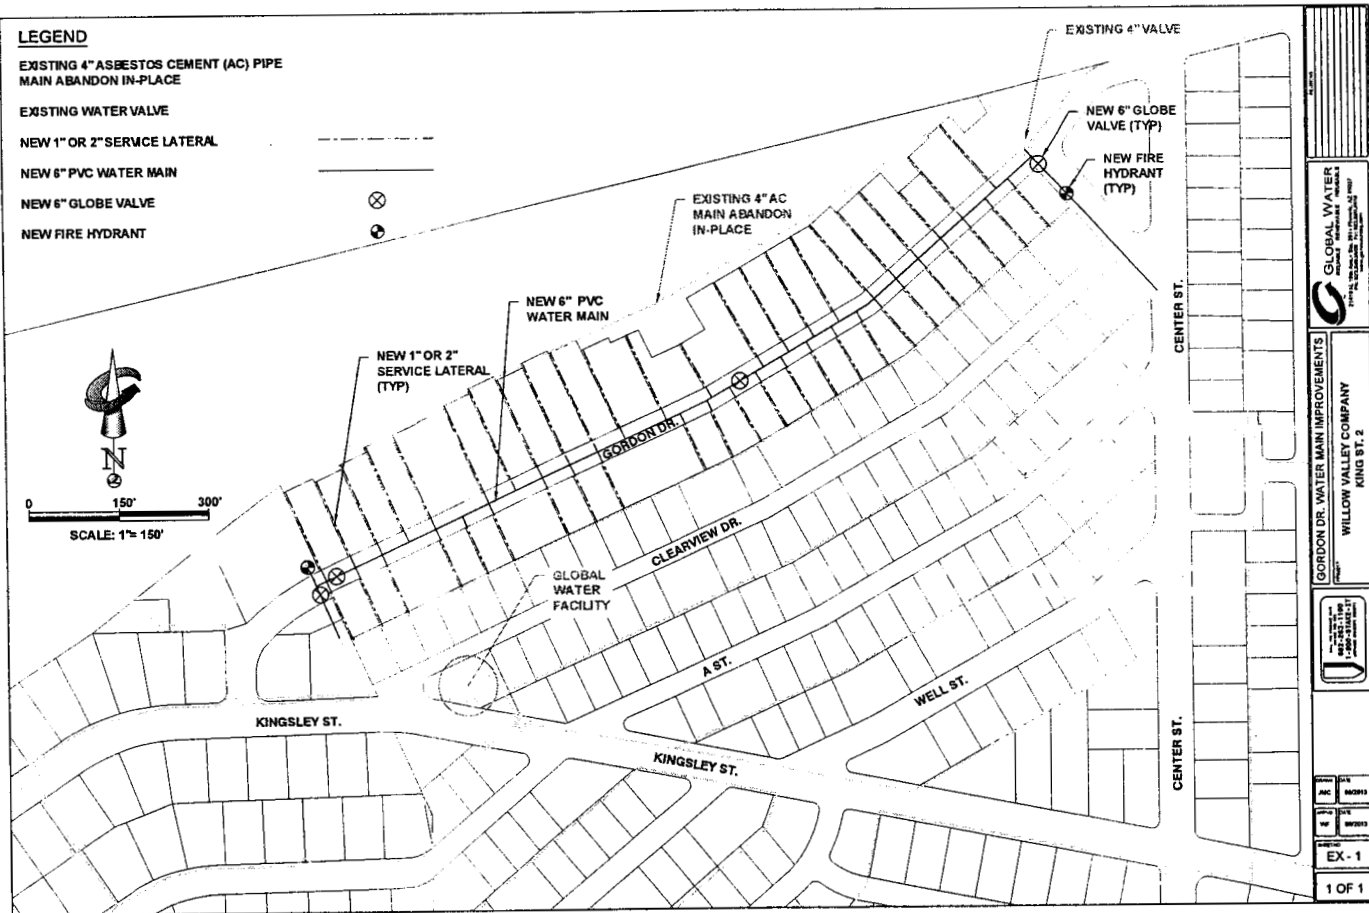 LEGEND
EXISTING 4" ASBESTOS CEMENT (AC) PIPE
MAIN ABANDON IN-PLACE
EXISTING WATER VALVE
NEW 1" OR 2" SERVICE LATERAL
NEW 6" PVC WATER MAIN
NEW 6" GLOBE VALVE
NEW FIRE HYDRANT
EXISTING 4" VALVE
NEW 6" GLOBE
VALVE (TYP)
NEW FIRE
HYDRANT
(TYP)
EXISTING 4" AC
MAIN ABANDON
IN-PLACE
NEW 6" PVC
WATER MAIN
NEW 1" OR 2"
SERVICE LATERAL
(TYP)
N
0 150' 300'
SCALE: 1"= 150'
GORDON DR.
CLEARVIEW DR.
GLOBAL
WATER
FACILITY
A ST.
WELL ST.
KINGSLEY ST.
KINGSLEY ST.
CENTER ST.
CENTER ST.
GLOBAL WATER
GORDON DR. WATER MAIN IMPROVEMENTS
WILLOW VALLEY COMPANY
KING ST. 2
DATE
JMC
DATE
EX - 1
1 OF 1